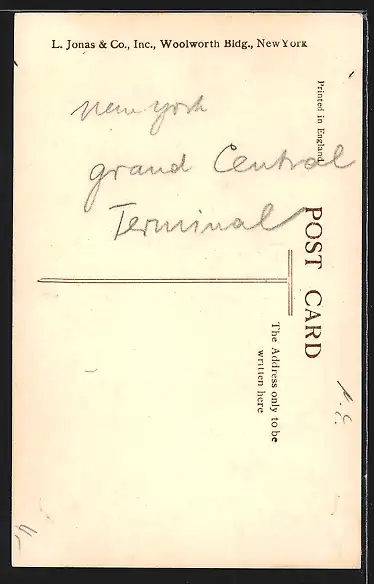 L. Jonas & Co., Inc., Woolworth Bldg., New York
Printed in England
new york
grand Central
Terminal
POST CARD
The Address only to be
written here